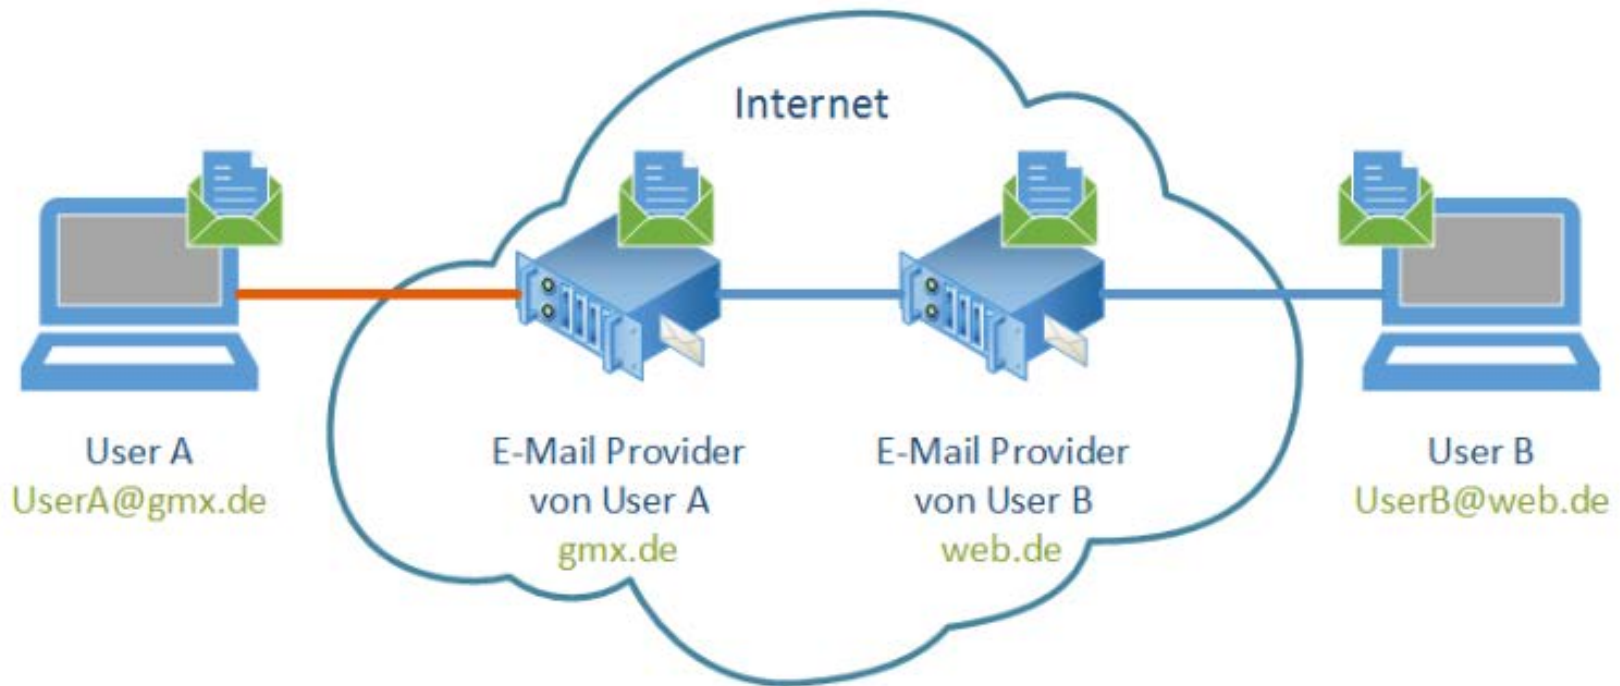 Internet
User A
UserA@gmx.de
E-Mail Provider
von User A
gmx.de
E-Mail Provider
von User B
web.de
User B
UserB@web.de